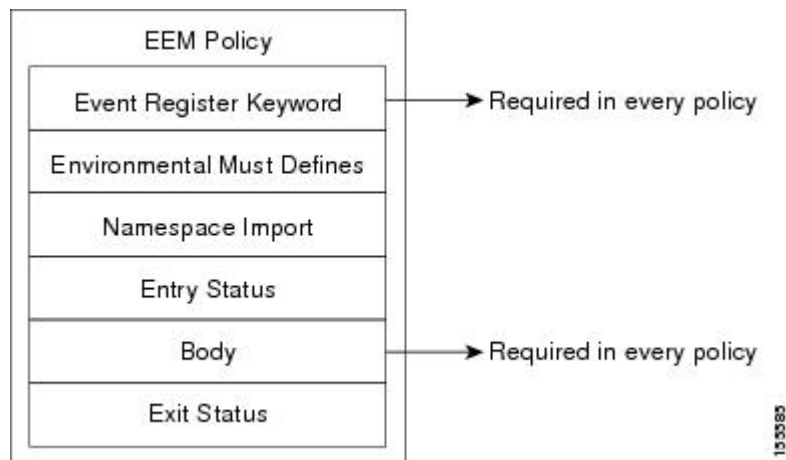 EEM Policy
Event Register Keyword
Required in every policy
Environmental Must Defines
Namespace Import
Entry Status
Body
Required in every policy
Exit Status
155585